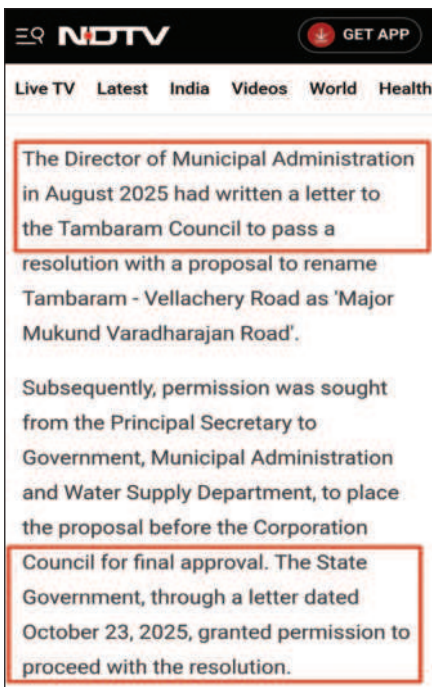 NDTV
GET APP
Live TV Latest India Videos World Health
The Director of Municipal Administration
in August 2025 had written a letter to
the Tambaram Council to pass a
resolution with a proposal to rename
Tambaram - Vellachery Road as 'Major
Mukund Varadharajan Road'.
Subsequently, permission was sought
from the Principal Secretary to
Government, Municipal Administration
and Water Supply Department, to place
the proposal before the Corporation
Council for final approval. The State
Government, through a letter dated
October 23, 2025, granted permission to
proceed with the resolution.